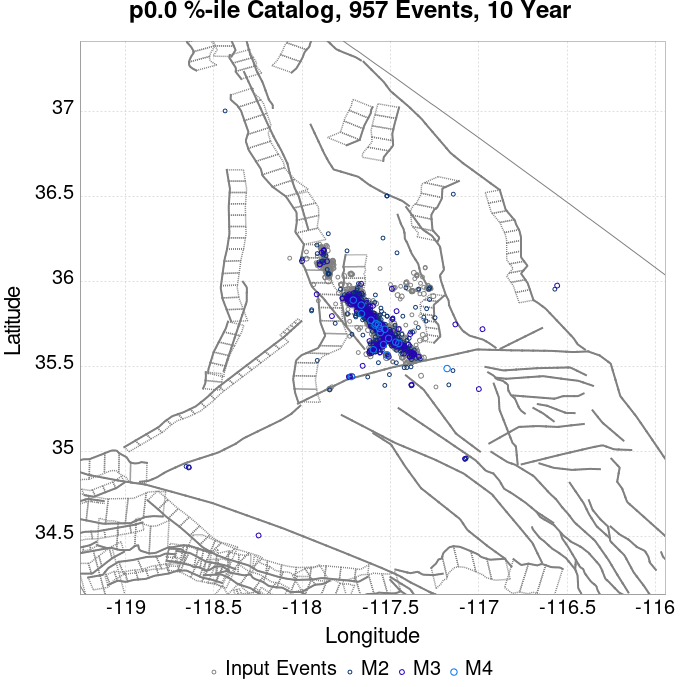 p0.0 %-ile Catalog, 957 Events, 10 Year
37
36.5
36
35.5
35
34.5
Latitude
-119 -118.5 -118 -117.5 -117 -116.5 -116
Longitude
Input Events M2 M3 M4